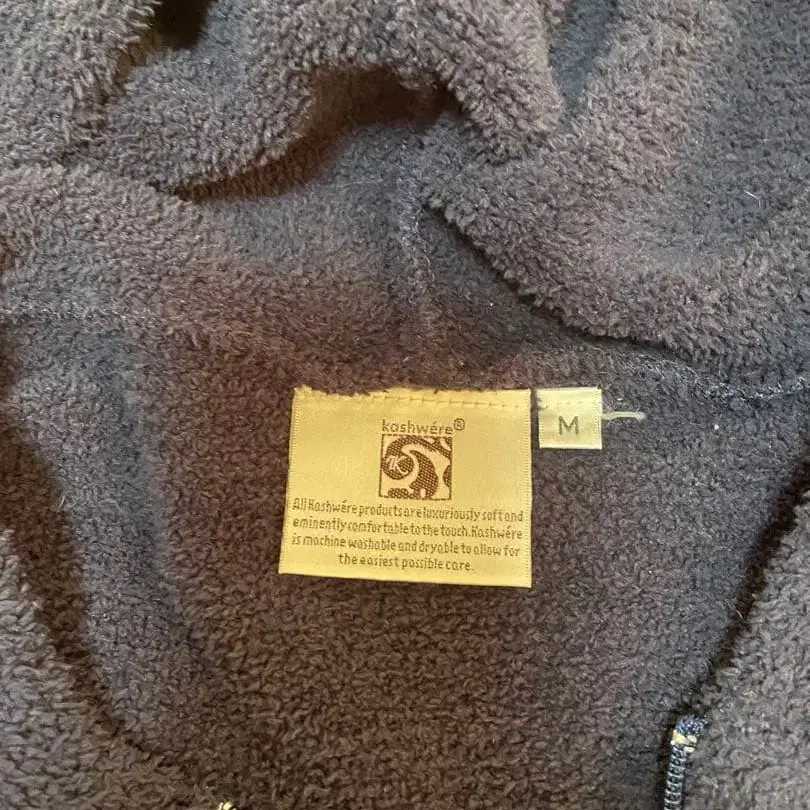 kashwére®
All Kashwére products are luxuriously soft and
eminently comfortable to the touch. Kashwére
is machine washable and dryable to allow for
the easiest possible care.
M